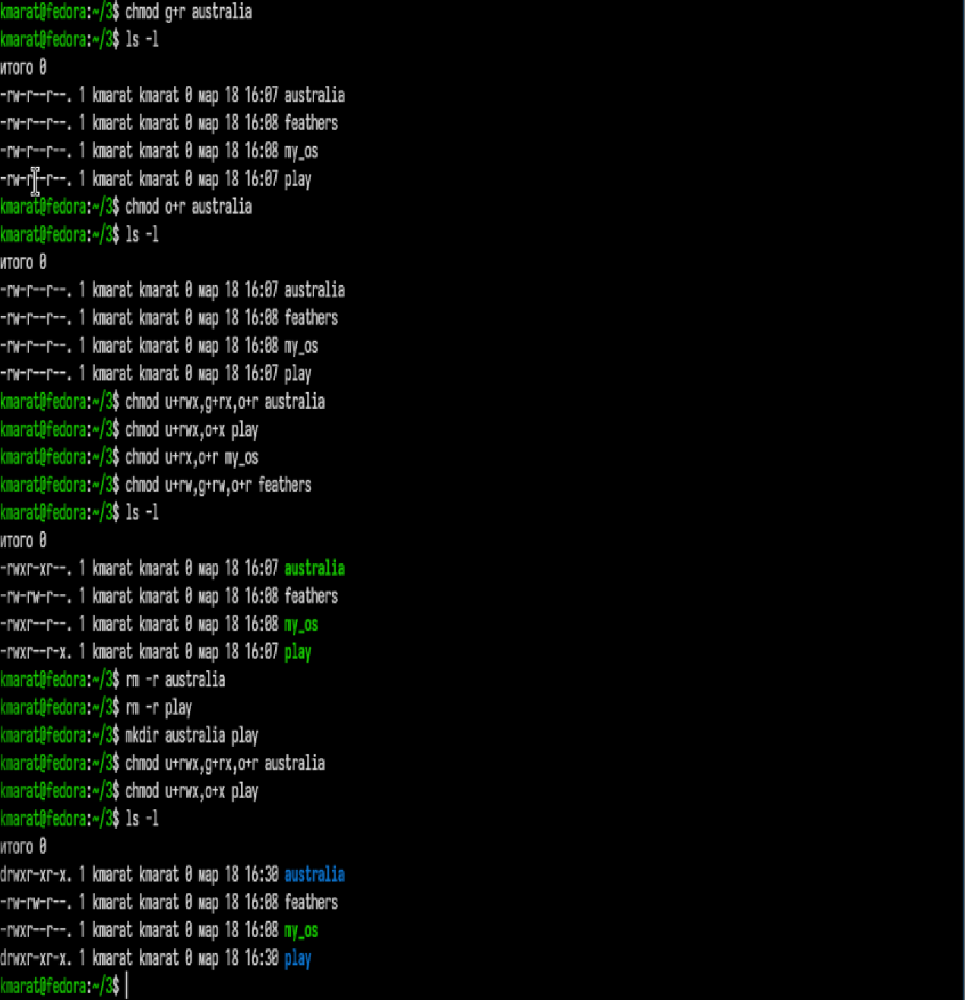 kmarat@fedora:~/3$ chmod g+r australia
kmarat@fedora:~/3$ ls -l
итого 0
-rw-r--r--. 1 kmarat kmarat 0 мар 18 16:07 australia
-rw-r--r--. 1 kmarat kmarat 0 мар 18 16:08 feathers
-rw-r--r--. 1 kmarat kmarat 0 мар 18 16:08 my_os
-rw-r--r--. 1 kmarat kmarat 0 мар 18 16:07 play
kmarat@fedora:~/3$ chmod o+r australia
kmarat@fedora:~/3$ ls -l
итого 0
-rw-r--r--. 1 kmarat kmarat 0 мар 18 16:07 australia
-rw-r--r--. 1 kmarat kmarat 0 мар 18 16:08 feathers
-rw-r--r--. 1 kmarat kmarat 0 мар 18 16:08 my_os
-rw-r--r--. 1 kmarat kmarat 0 мар 18 16:07 play
kmarat@fedora:~/3$ chmod u+rwx,g+rx,o+r australia
kmarat@fedora:~/3$ chmod u+rwx,o+x play
kmarat@fedora:~/3$ chmod u+rx,o+r my_os
kmarat@fedora:~/3$ chmod u+rw,g+rw,o+r feathers
kmarat@fedora:~/3$ ls -l
итого 0
-rwxr-xr--. 1 kmarat kmarat 0 мар 18 16:07 australia
-rw-rw-r--. 1 kmarat kmarat 0 мар 18 16:08 feathers
-rwxr--r--. 1 kmarat kmarat 0 мар 18 16:08 my_os
-rwxr--r-x. 1 kmarat kmarat 0 мар 18 16:07 play
kmarat@fedora:~/3$ rm -r australia
kmarat@fedora:~/3$ rm -r play
kmarat@fedora:~/3$ mkdir australia play
kmarat@fedora:~/3$ chmod u+rwx,g+rx,o+r australia
kmarat@fedora:~/3$ chmod u+rwx,o+x play
kmarat@fedora:~/3$ ls -l
итого 0
drwxr-xr-x. 1 kmarat kmarat 0 мар 18 16:30 australia
-rw-rw-r--. 1 kmarat kmarat 0 мар 18 16:08 feathers
-rwxr--r--. 1 kmarat kmarat 0 мар 18 16:08 my_os
drwxr-xr-x. 1 kmarat kmarat 0 мар 18 16:30 play
kmarat@fedora:~/3$